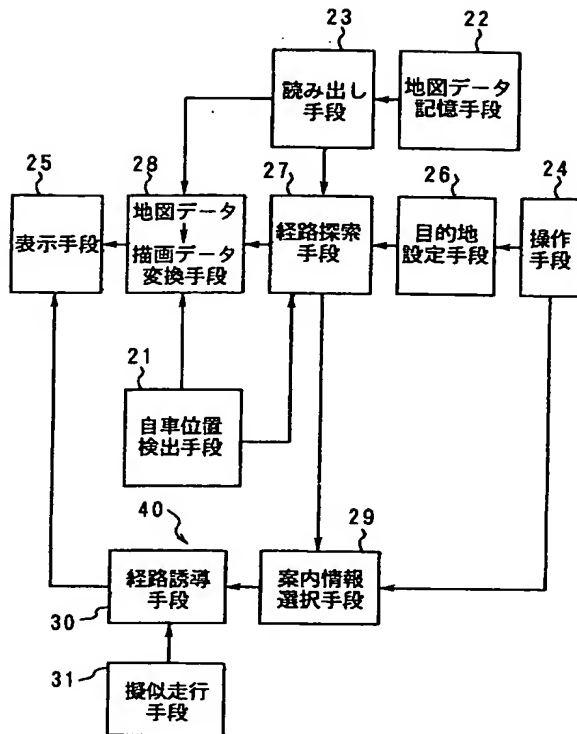 23
22
読み出し
手段
地図データ
記憶手段
25
28
27
26
24
表示手段
地図データ
描画データ
変換手段
経路探索
手段
目的地
設定手段
操作
手段
21
自車位置
検出手段
40
29
経路誘導
手段
案内情報
選択手段
30
31
擬似走行
手段